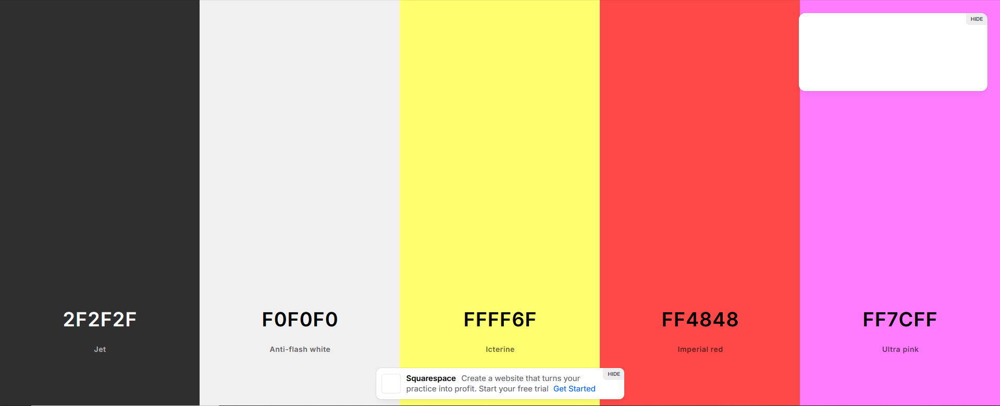 HIDE
2F2F2F
F0F0F0
FFFF6F
FF4848
FF7CFF
Jet
Anti-flash white
Icterine
Imperial red
Ultra pink
HIDE
Squarespace Create a website that turns your
practice into profit. Start your free trial Get Started